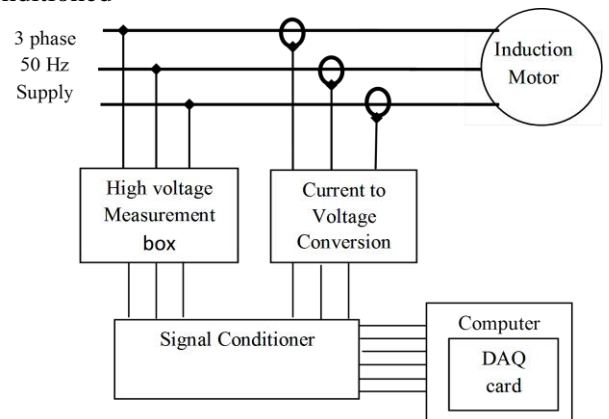 nditioned
3 phase
50 Hz
Supply
Induction
Motor
High voltage
Measurement
box
Current to
Voltage
Conversion
Signal Conditioner
Computer
DAQ
card